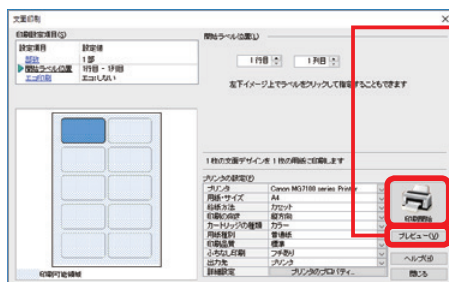 文面印刷
印刷設定項目(S)
設定項目 設定値
部数 1 部
開始ラベル位置 1行目 - 1列目
エコ印刷 エコしない
印刷可能領域
開始ラベル位置(L)
1 行目 1 列目
左下イメージ上でラベルをクリックして指定することもできます
1 枚の文面デザインを 1 枚の用紙に印刷します
プリンタの設定(P)
プリンタ Canon MG7100 series Printer
用紙・サイズ A4
給紙方法 カセット
印刷の向き 縦方向
カートリッジの種類 カラー
用紙種別 普通紙
印刷品質 標準
ふちなし印刷 フチあり
出力先 プリンタ
詳細設定 プリンタのプロパティ...
印刷開始
プレビュー(V)
ヘルプ(H)
閉じる